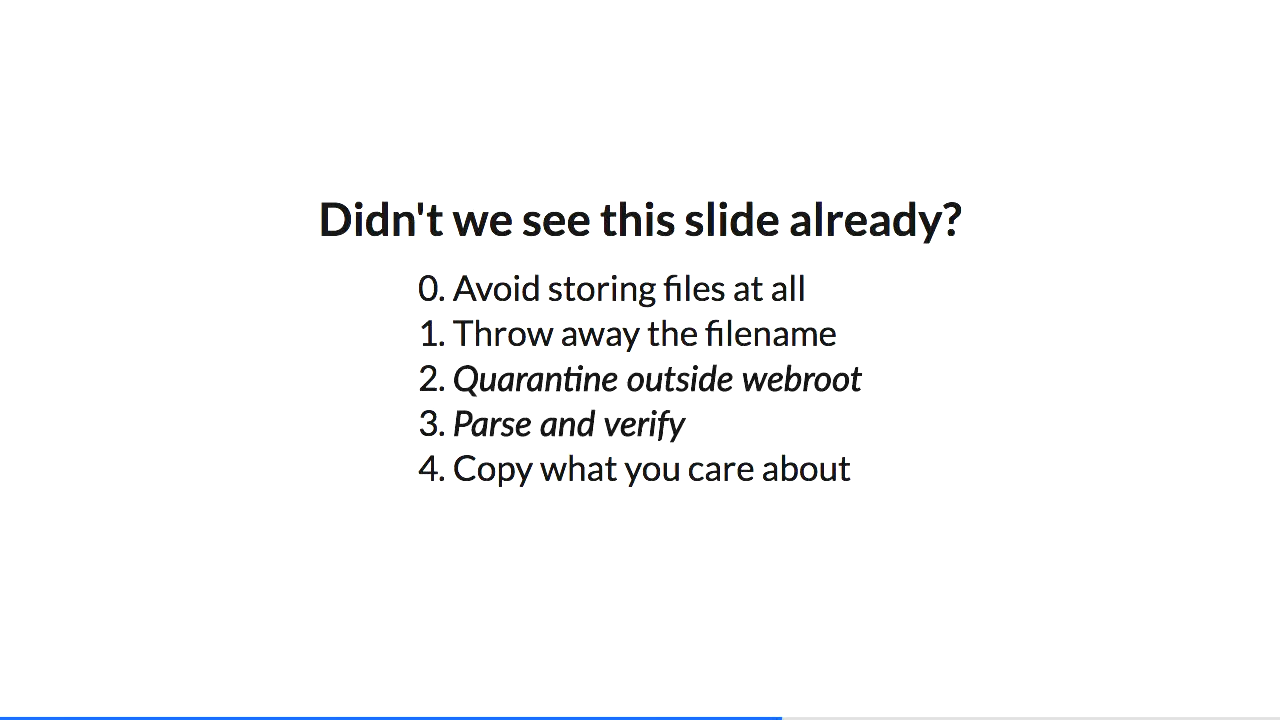 Didn't we see this slide already?
0. Avoid storing files at all
1. Throw away the filename
2. Quarantine outside webroot
3. Parse and verify
4. Copy what you care about